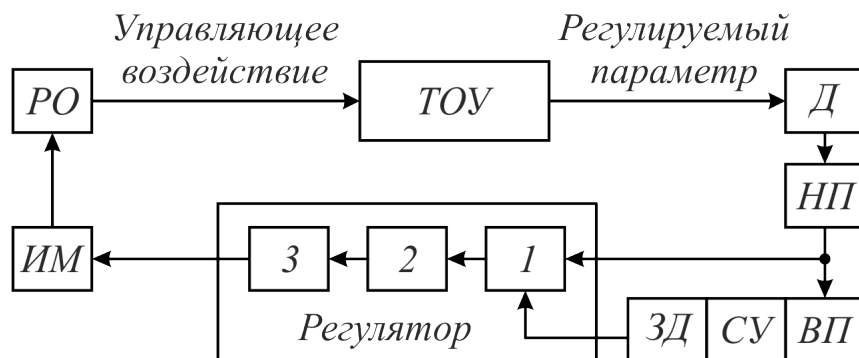 Управляющее
воздействие
Регулируемый
параметр
РО
ТОУ
Д
НП
ИМ
3
2
1
Регулятор
ЗД
СУ
ВП